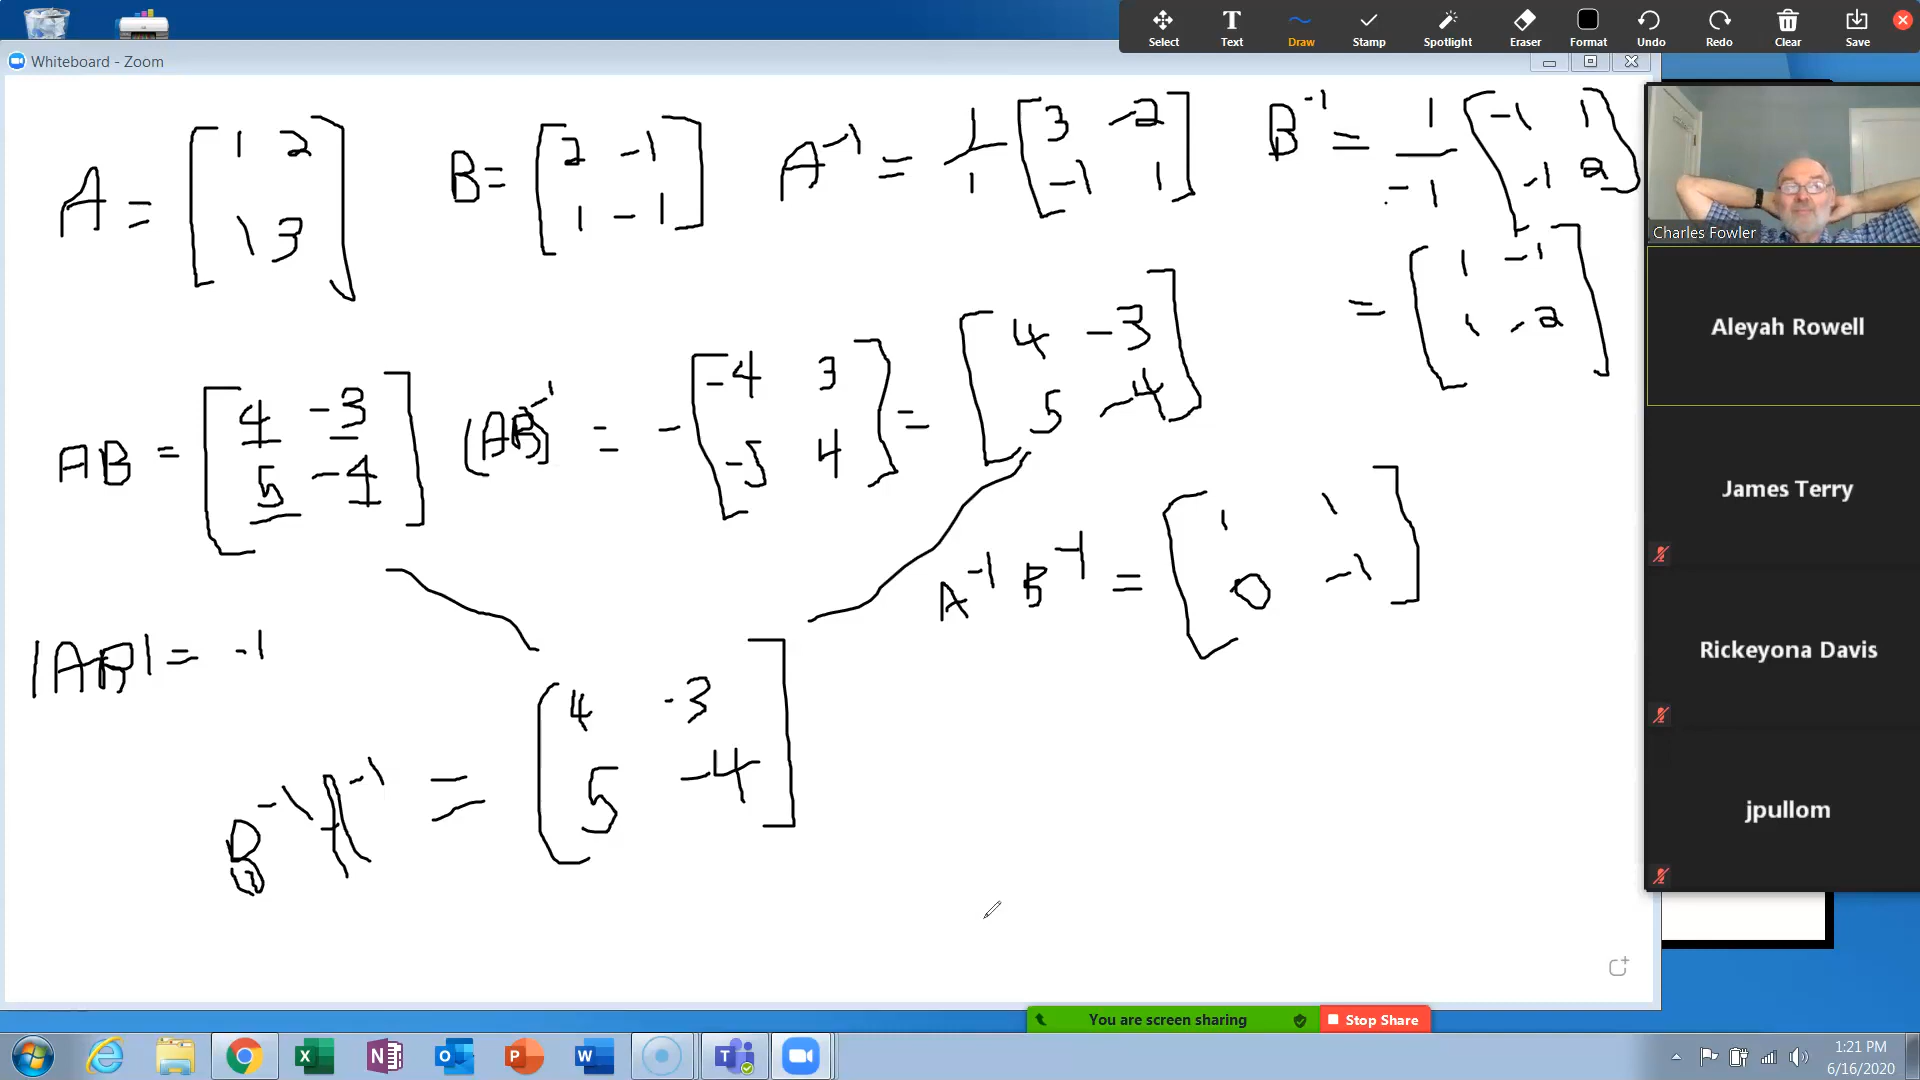 Select Text Draw Stamp Spotlight Eraser Format Undo Redo Clear Save
Whiteboard - Zoom
A = [1 2
1 3]
B = [2 -1
1 -1]
A⁻¹ = 1/1 [3 -2
-1 1]
B⁻¹ = 1/-1 [-1 1
-1 2]
= [1 -1
1 -2]
AB = [4 -3
5 -4]
(AB)⁻¹ = - [-4 3
-5 4] = [4 -3
5 -4]
A⁻¹ B⁻¹ = [1 1
0 -1]
|AB| = -1
B⁻¹A⁻¹ = [4 -3
5 -4]
Charles Fowler
Aleyah Rowell
James Terry
Rickeyona Davis
jpullom
You are screen sharing Stop Share
1:21 PM
6/16/2020